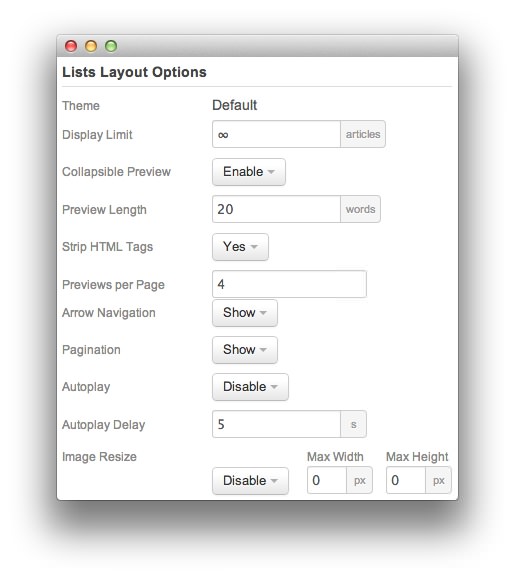 Lists Layout Options
Theme Default
Display Limit ∞ articles
Collapsible Preview Enable
Preview Length 20 words
Strip HTML Tags Yes
Previews per Page 4
Arrow Navigation Show
Pagination Show
Autoplay Disable
Autoplay Delay 5 s
Image Resize Max Width Max Height
Disable 0 px 0 px